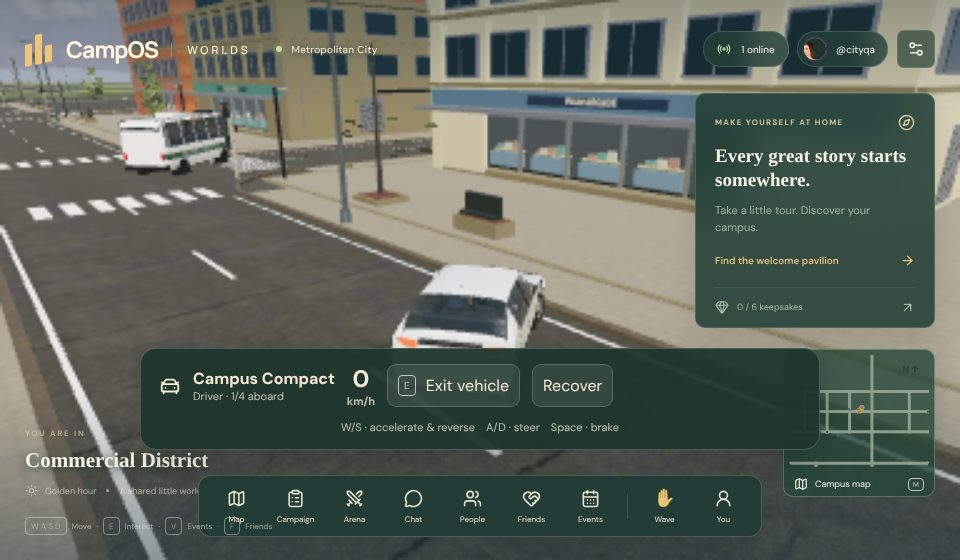 CampOS WORLDS Metropolitan City
1 online @cityqa
MAKE YOURSELF AT HOME
Every great story starts
somewhere.
Take a little tour. Discover your
campus.
Find the welcome pavilion
0 / 6 keepsakes
N
Campus map M
Campus Compact
Driver · 1/4 aboard
0
km/h
E Exit vehicle
Recover
W/S · accelerate & reverse A/D · steer Space · brake
YOU ARE IN
Commercial District
Golden hour • A shared little
WASD Move · E Interact · V Events · F Friends
Map Campaign Arena Chat People Friends Events Wave You